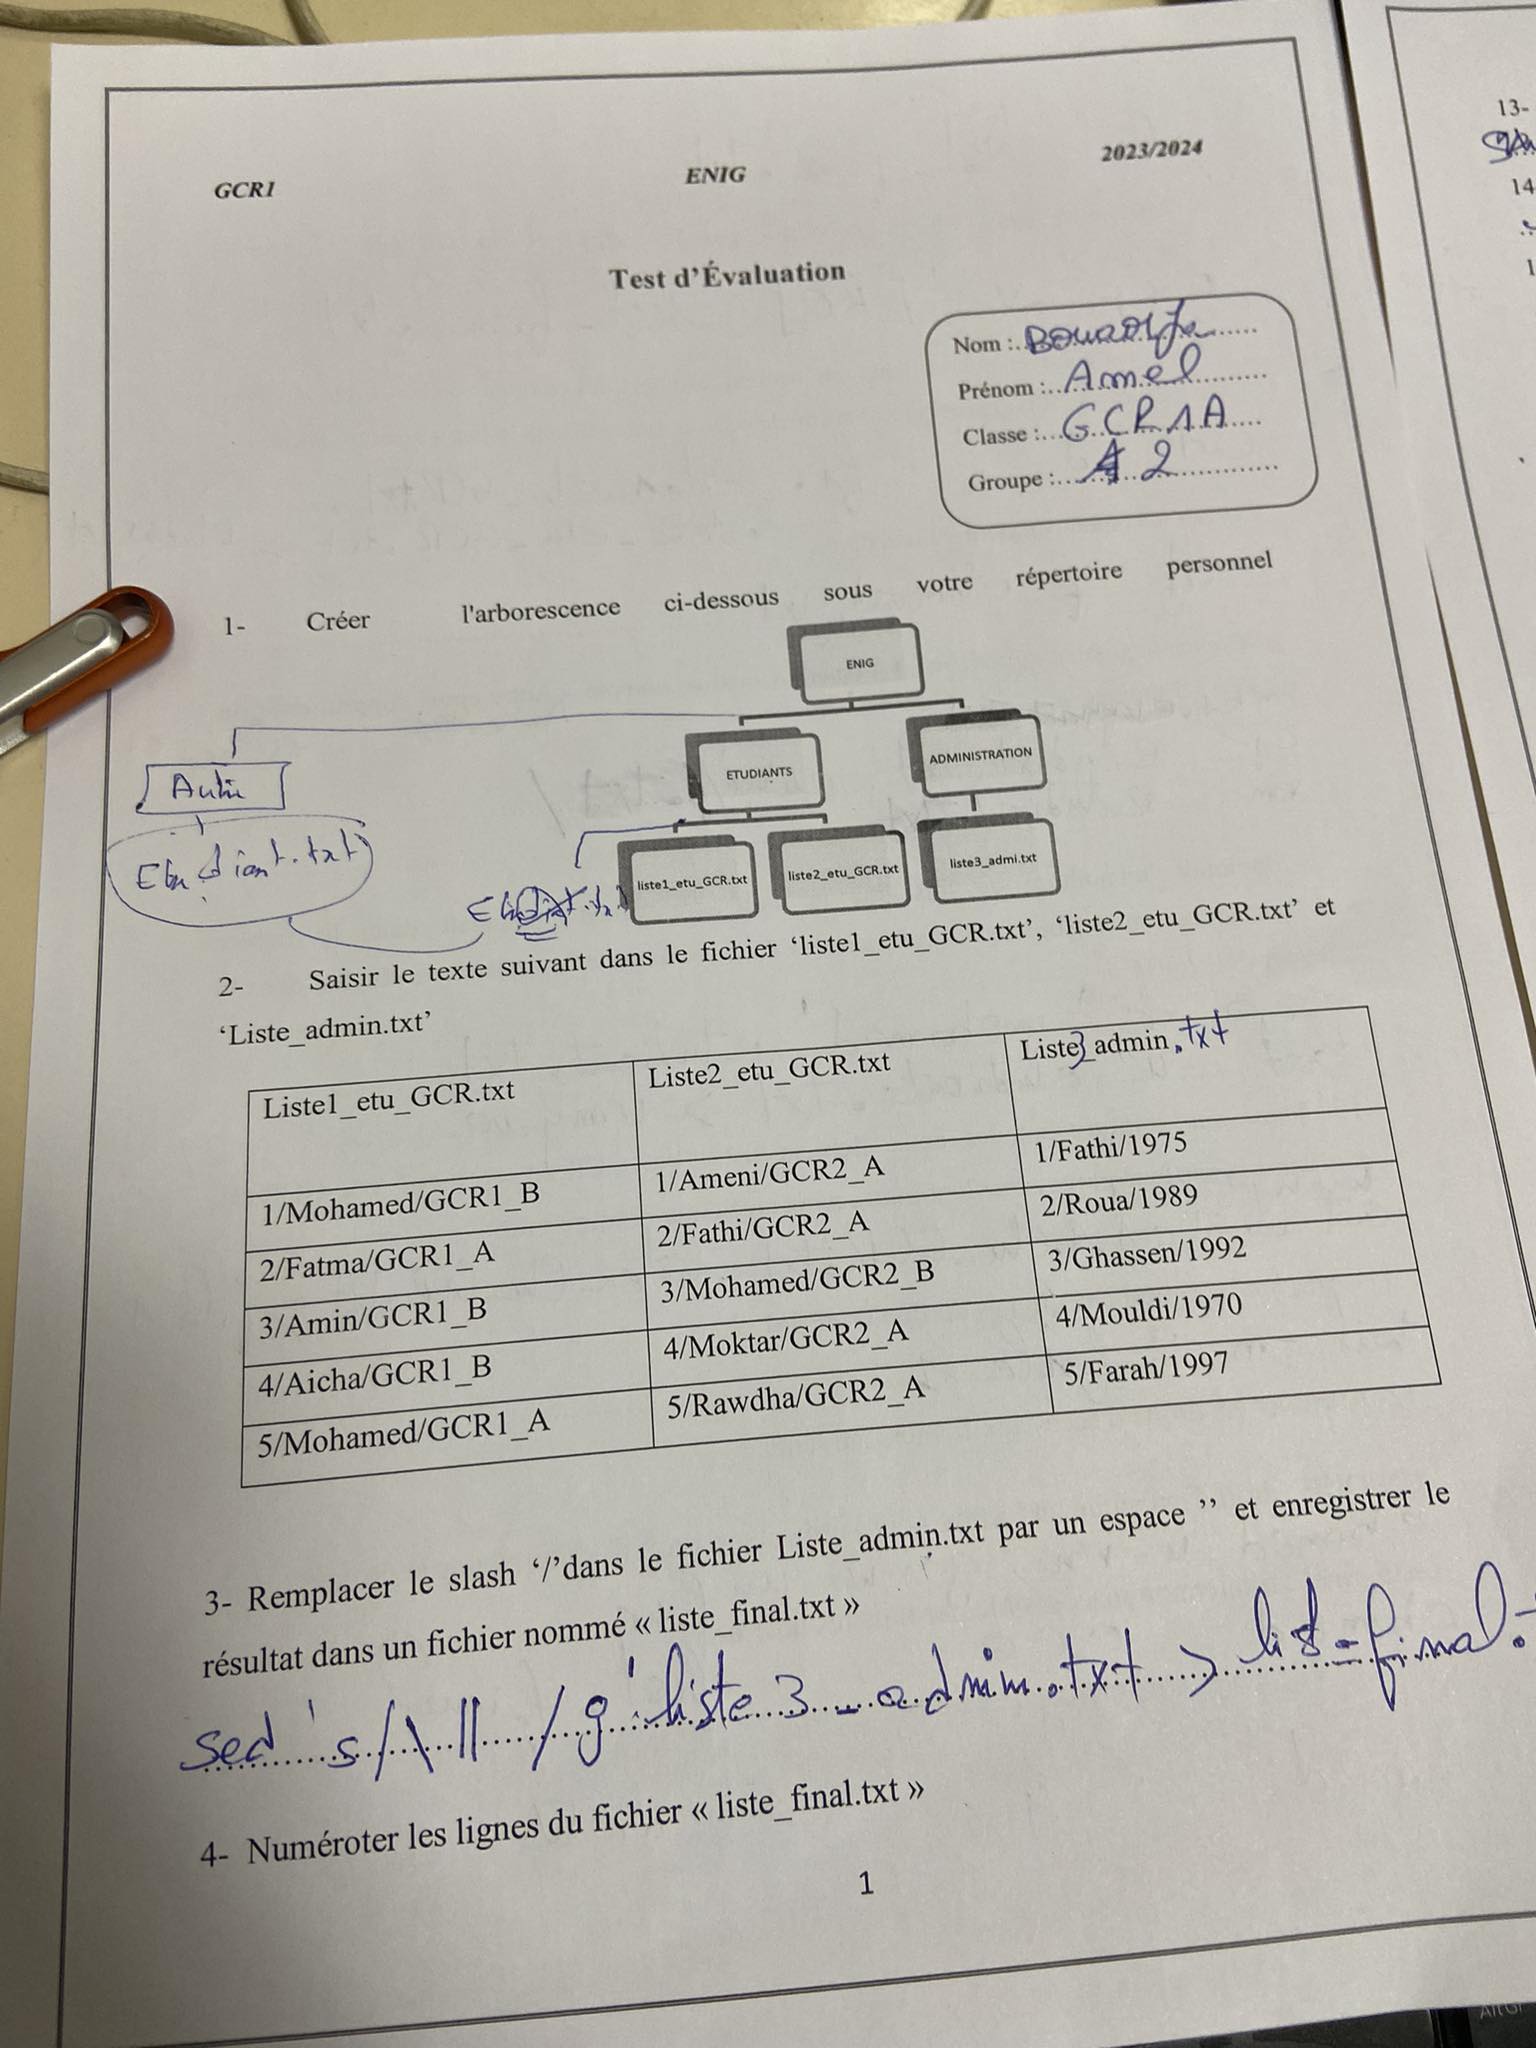 GCR1 ENIG 2023/2024
Test d'Évaluation
Nom :
Prénom : Amel
Classe : GCR1A
Groupe : 2
1- Créer l'arborescence ci-dessous sous votre répertoire personnel
ENIG
ETUDIANTS ADMINISTRATION
liste1_etu_GCR.txt liste2_etu_GCR.txt liste3_admi.txt
Etudiant.txt
2- Saisir le texte suivant dans le fichier ‘liste1_etu_GCR.txt’, ‘liste2_etu_GCR.txt’ et
‘Liste_admin.txt’
Liste1_etu_GCR.txt Liste2_etu_GCR.txt Liste3_admin.txt
1/Mohamed/GCR1_B 1/Ameni/GCR2_A 1/Fathi/1975
2/Fatma/GCR1_A 2/Fathi/GCR2_A 2/Roua/1989
3/Amin/GCR1_B 3/Mohamed/GCR2_B 3/Ghassen/1992
4/Aicha/GCR1_B 4/Moktar/GCR2_A 4/Mouldi/1970
5/Mohamed/GCR1_A 5/Rawdha/GCR2_A 5/Farah/1997
3- Remplacer le slash ‘/’dans le fichier Liste_admin.txt par un espace ’’ et enregistrer le
résultat dans un fichier nommé « liste_final.txt »
sed 's/\// /g' liste3_admin.txt >
4- Numéroter les lignes du fichier « liste_final.txt »
1
13-
14